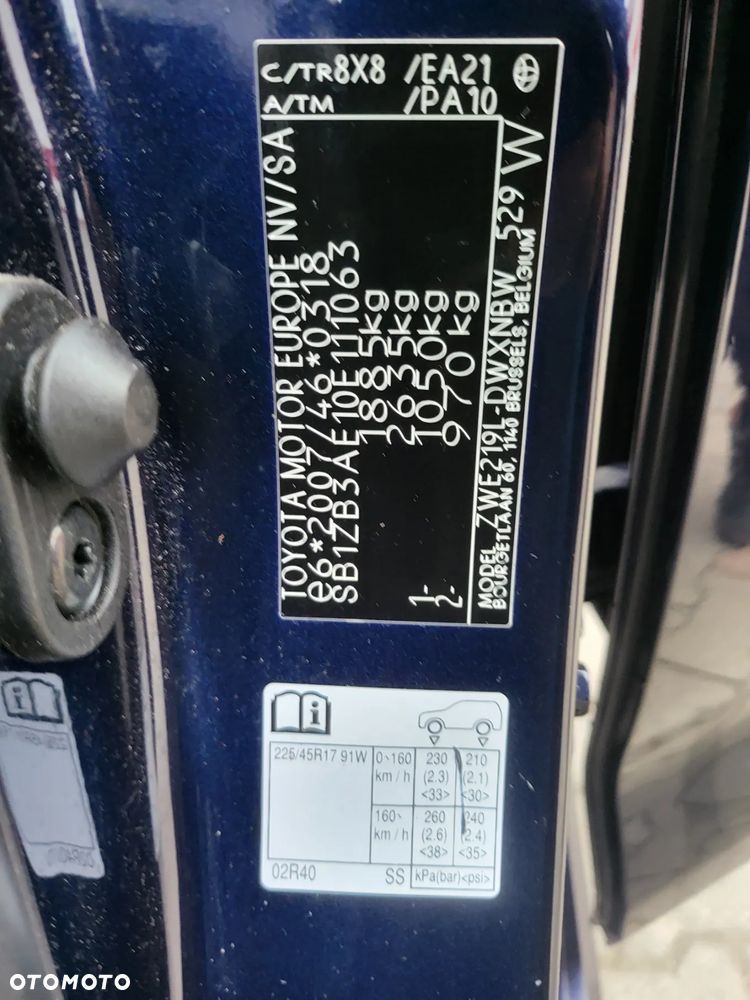 C/TR8X8 /EA21
A/TM /PA10
TOYOTA MOTOR EUROPE NV/SA
e6*2007/46*0318
SB1ZB3AE10E111063
1885kg
2635kg
1- 1050kg
2- 970kg
MODEL ZWE219L-DWXNBW 529 W
BOURGETLAAN 60, 1140 BRUSSELS, BELGIUM
225/45R17 91W 0~160 km/h 230 (2.3) <33> 210 (2.1) <30>
160~ km/h 260 (2.6) <38> 240 (2.4) <35>
02R40 SS kPa(bar)<psi>
OTOMOTO